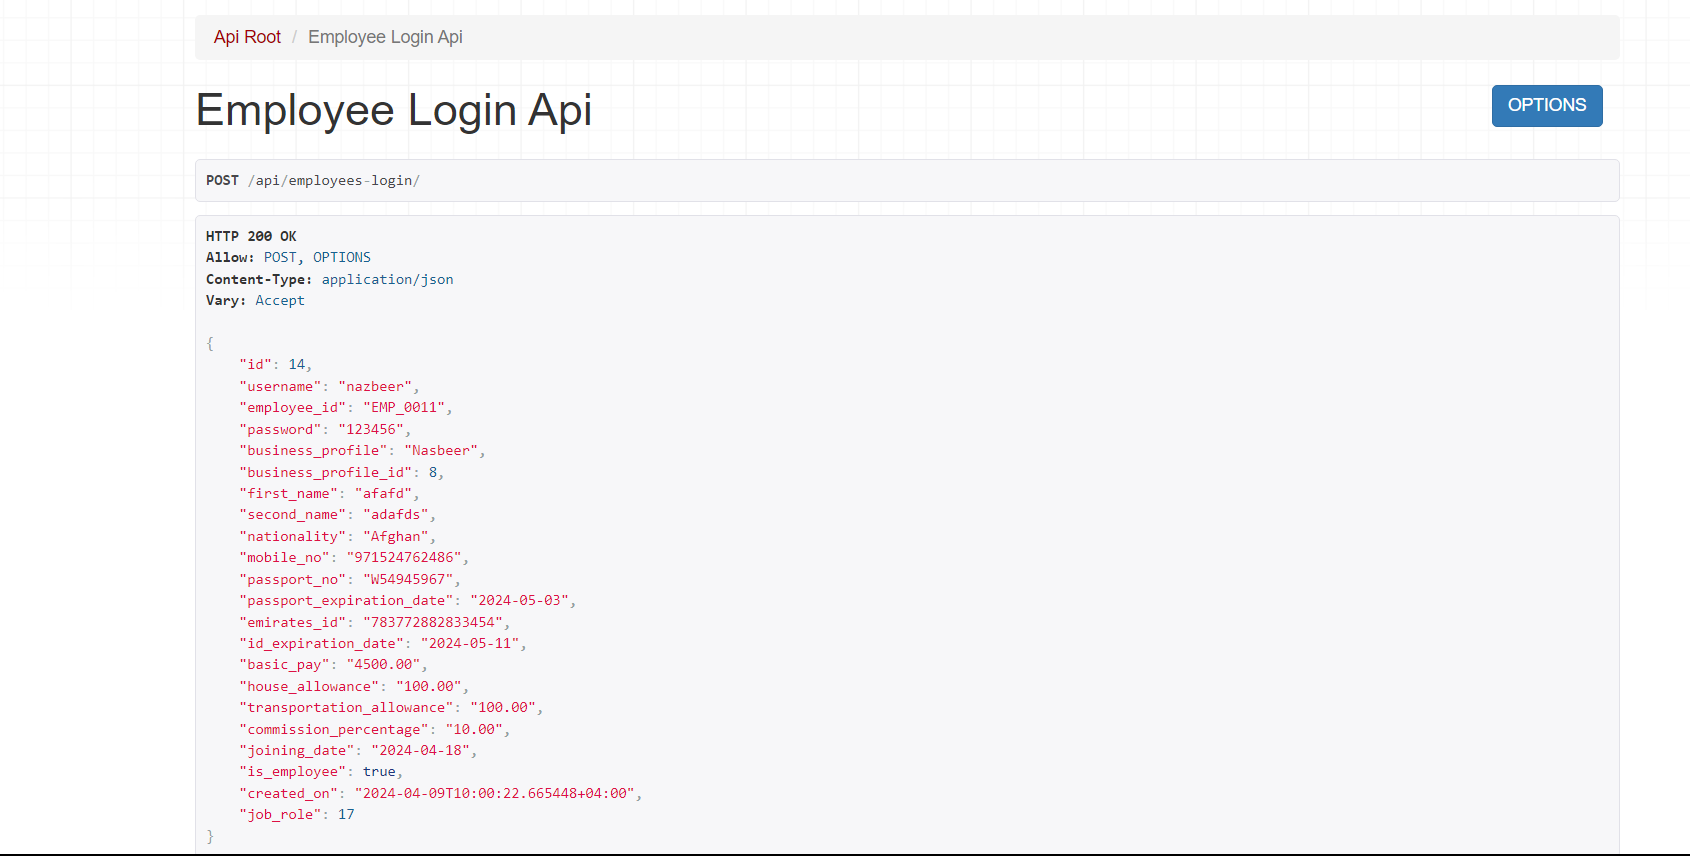 Api Root / Employee Login Api
Employee Login Api
OPTIONS
POST /api/employees-login/
HTTP 200 OK
Allow: POST, OPTIONS
Content-Type: application/json
Vary: Accept
{
    "id": 14,
    "username": "nazbeer",
    "employee_id": "EMP_0011",
    "password": "123456",
    "business_profile": "Nasbeer",
    "business_profile_id": 8,
    "first_name": "afafd",
    "second_name": "adafds",
    "nationality": "Afghan",
    "mobile_no": "971524762486",
    "passport_no": "W54945967",
    "passport_expiration_date": "2024-05-03",
    "emirates_id": "783772882833454",
    "id_expiration_date": "2024-05-11",
    "basic_pay": "4500.00",
    "house_allowance": "100.00",
    "transportation_allowance": "100.00",
    "commission_percentage": "10.00",
    "joining_date": "2024-04-18",
    "is_employee": true,
    "created_on": "2024-04-09T10:00:22.665448+04:00",
    "job_role": 17
}